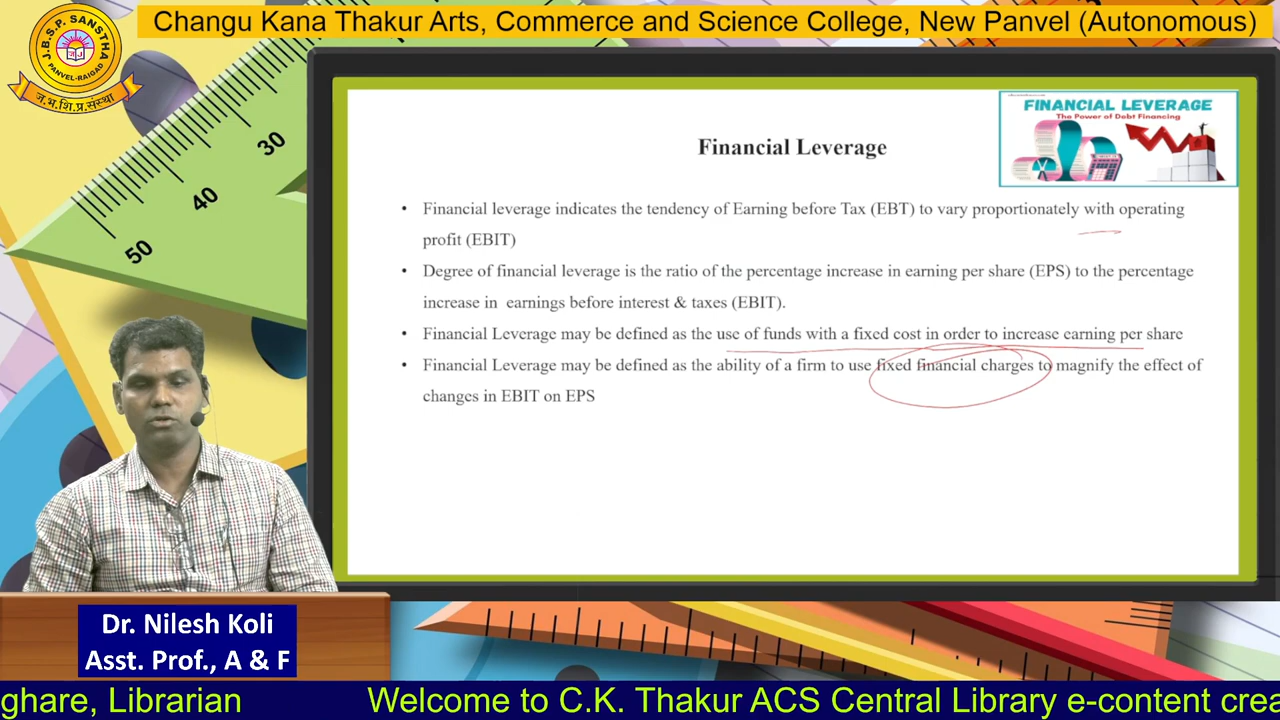 Changu Kana Thakur Arts, Commerce and Science College, New Panvel (Autonomous)
J.B.S.P. SANSTHA
PANVEL-RAIGAD
ज.भ.शि.प्र.संस्था
30
40
50
FINANCIAL LEVERAGE
The Power of Debt Financing
Financial Leverage
• Financial leverage indicates the tendency of Earning before Tax (EBT) to vary proportionately with operating
profit (EBIT)
• Degree of financial leverage is the ratio of the percentage increase in earning per share (EPS) to the percentage
increase in earnings before interest & taxes (EBIT).
• Financial Leverage may be defined as the use of funds with a fixed cost in order to increase earning per share
• Financial Leverage may be defined as the ability of a firm to use fixed financial charges to magnify the effect of
changes in EBIT on EPS
Dr. Nilesh Koli
Asst. Prof., A & F
ghare, Librarian Welcome to C.K. Thakur ACS Central Library e-content crea